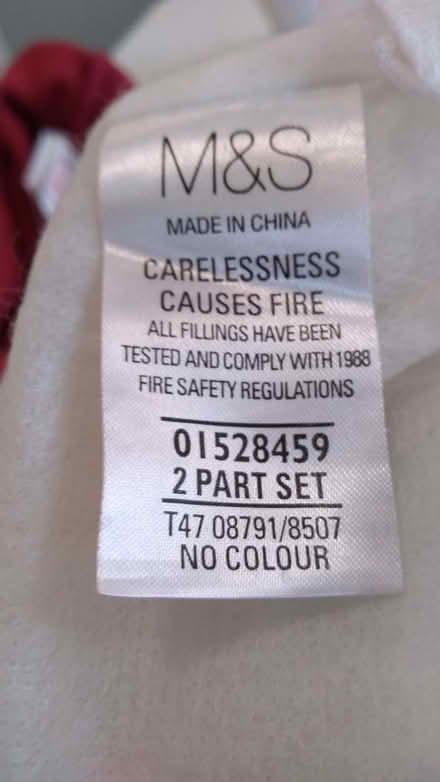 M&S
MADE IN CHINA
CARELESSNESS
CAUSES FIRE
ALL FILLINGS HAVE BEEN
TESTED AND COMPLY WITH 1988
FIRE SAFETY REGULATIONS
01528459
2 PART SET
T47 08791/8507
NO COLOUR